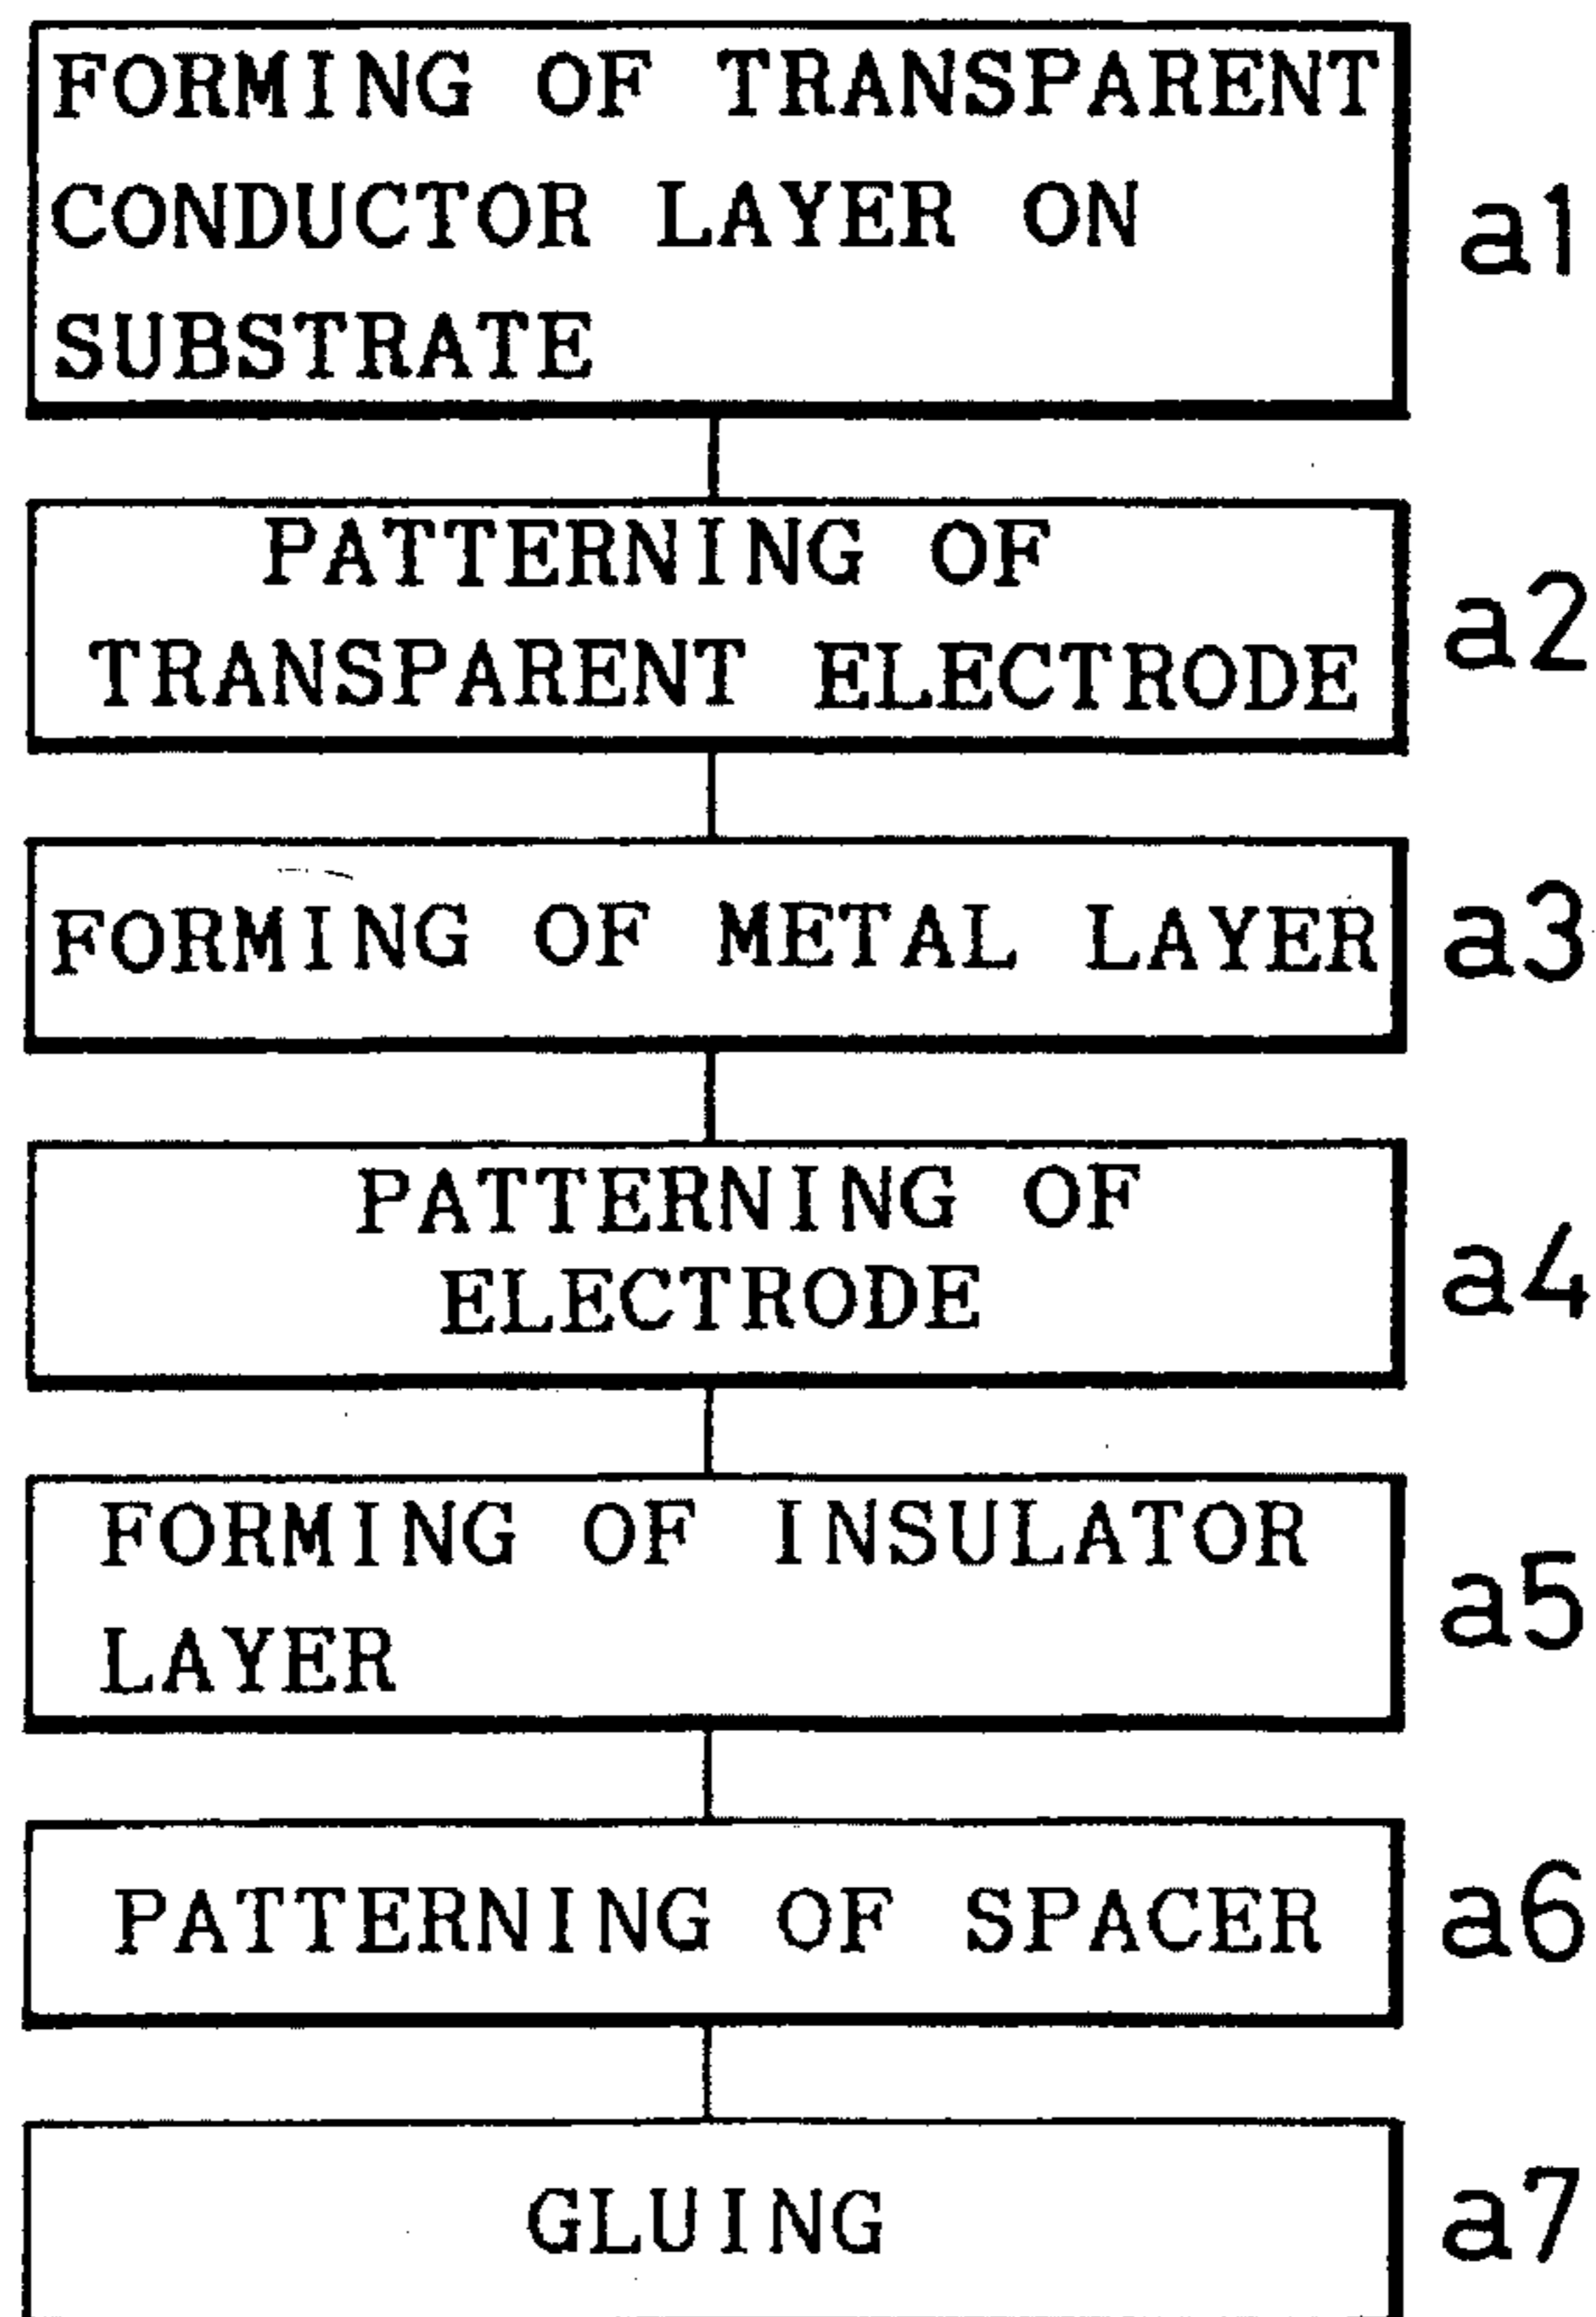 FORMING OF TRANSPARENT
CONDUCTOR LAYER ON
SUBSTRATE
a1
PATTERNING OF
TRANSPARENT ELECTRODE
a2
FORMING OF METAL LAYER
a3
PATTERNING OF
ELECTRODE
a4
FORMING OF INSULATOR
LAYER
a5
PATTERNING OF SPACER
a6
GLUING
a7